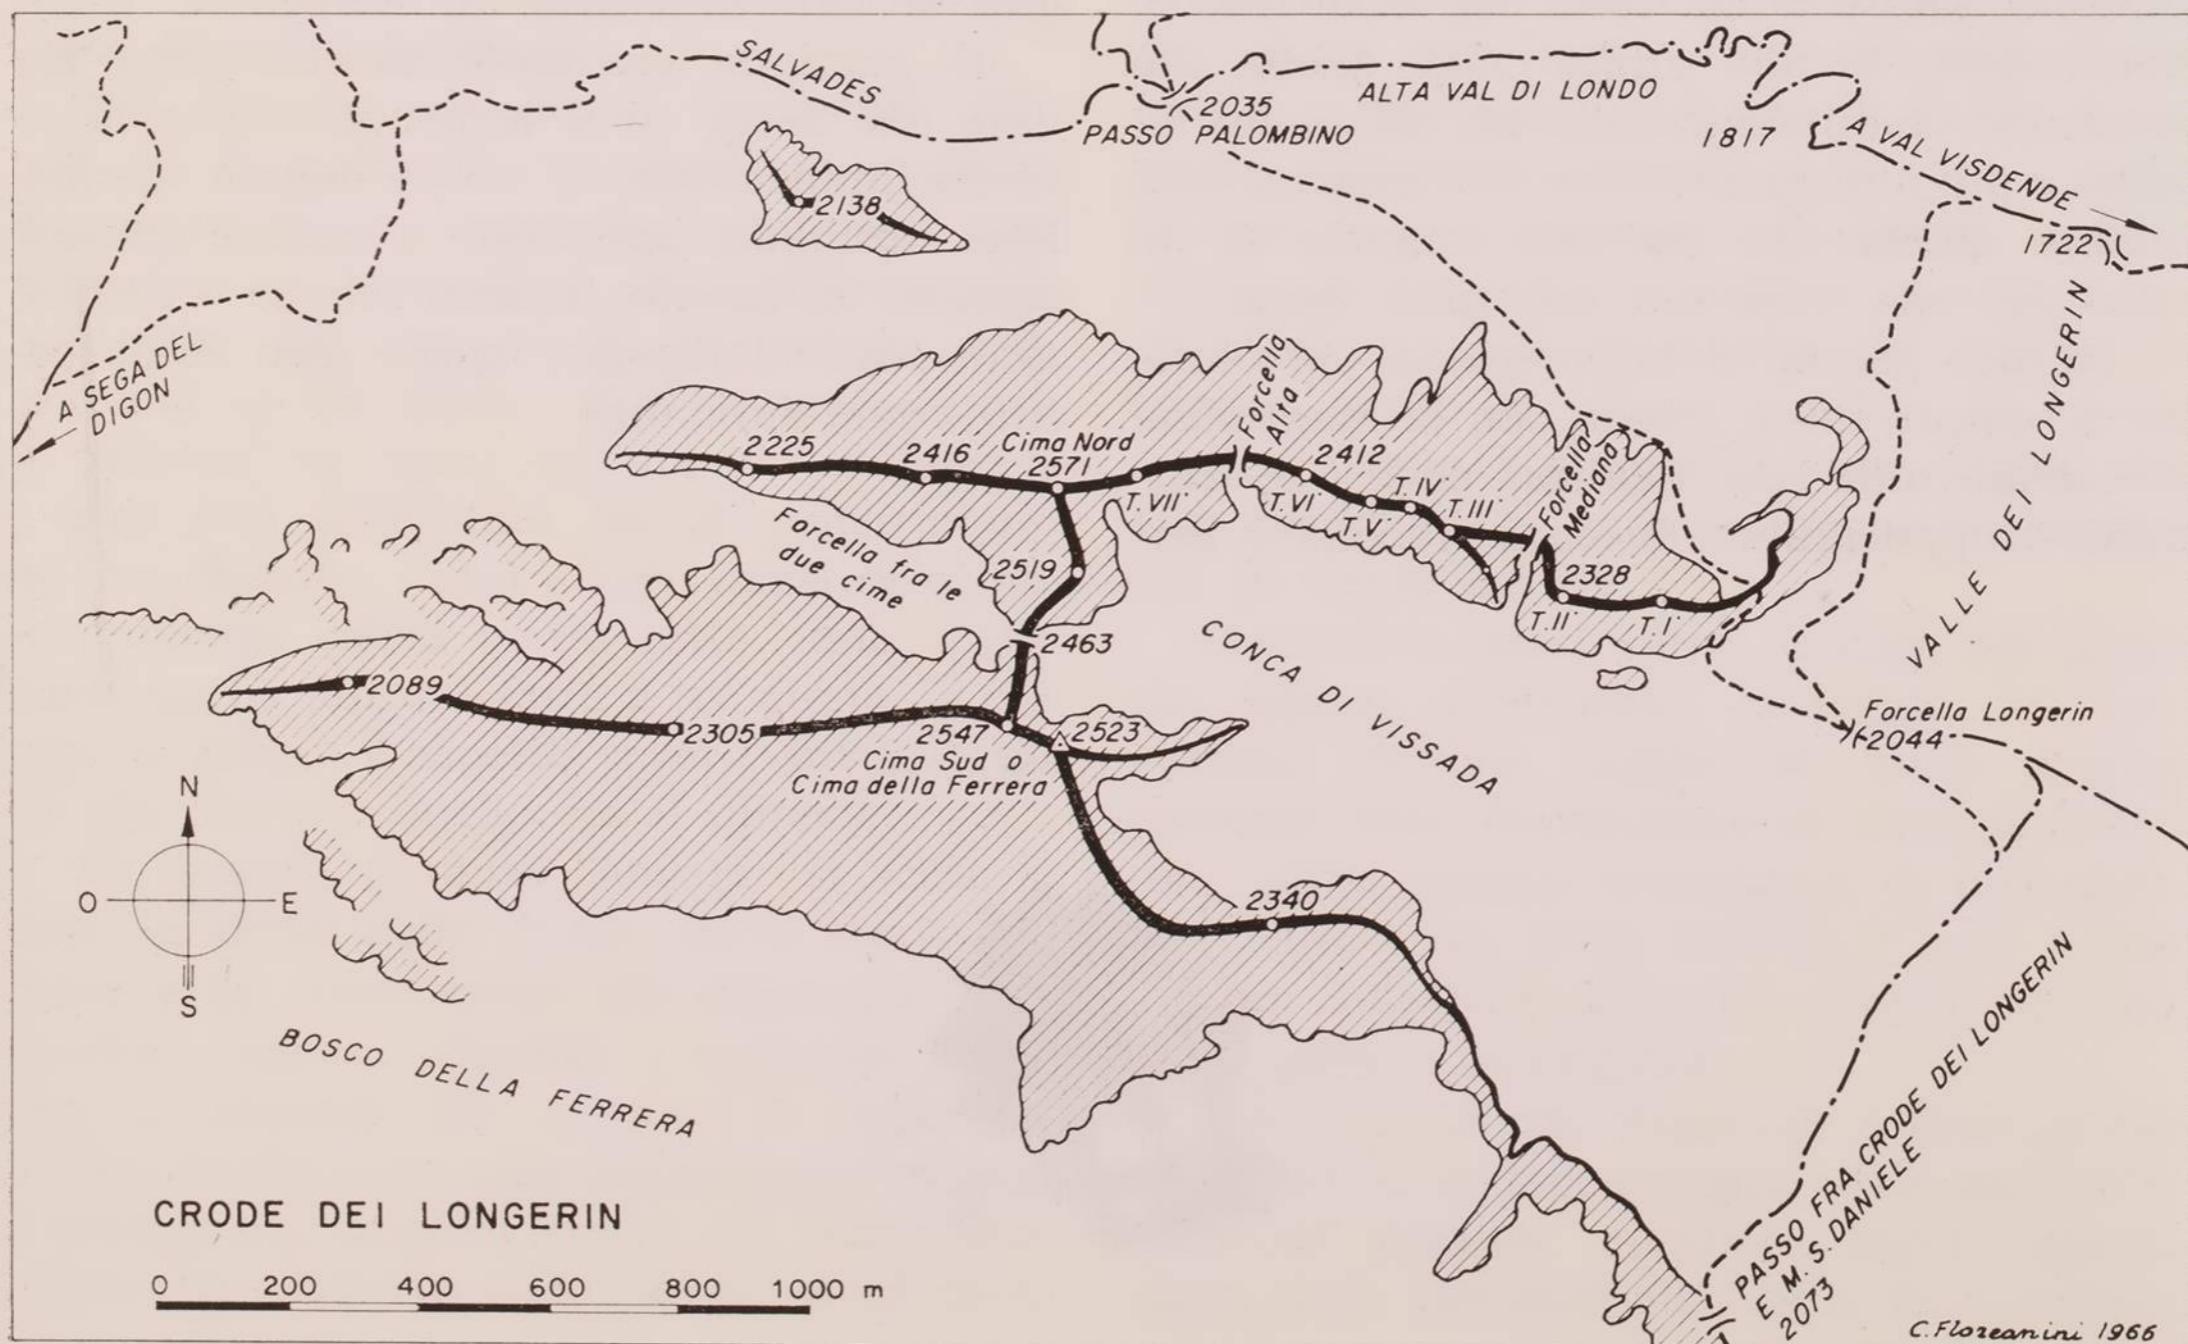 SALVADES
2035
PASSO PALOMBINO
ALTA VAL DI LONDO
1817
A VAL VISDENDE
1722
2138
A SEGA DEL
DIGON
VALLE DEI LONGERIN
2225
2416
Cima Nord
2571
T. VII
Forcella
Alta
2412
T. VI
T. V
T. IV
T. III
Forcella
Mediana
2328
T. II
T. I
Forcella fra le
due cime
2519
2463
CONCA DI VISSADA
2089
2305
2547
2523
Cima Sud o
Cima della Ferrera
Forcella Longerin
2044
N
O
E
S
2340
BOSCO DELLA FERRERA
PASSO FRA CRODE DEI LONGERIN
E M. S. DANIELE
2073
CRODE DEI LONGERIN
0 200 400 600 800 1000 m
C. Floreanini 1966